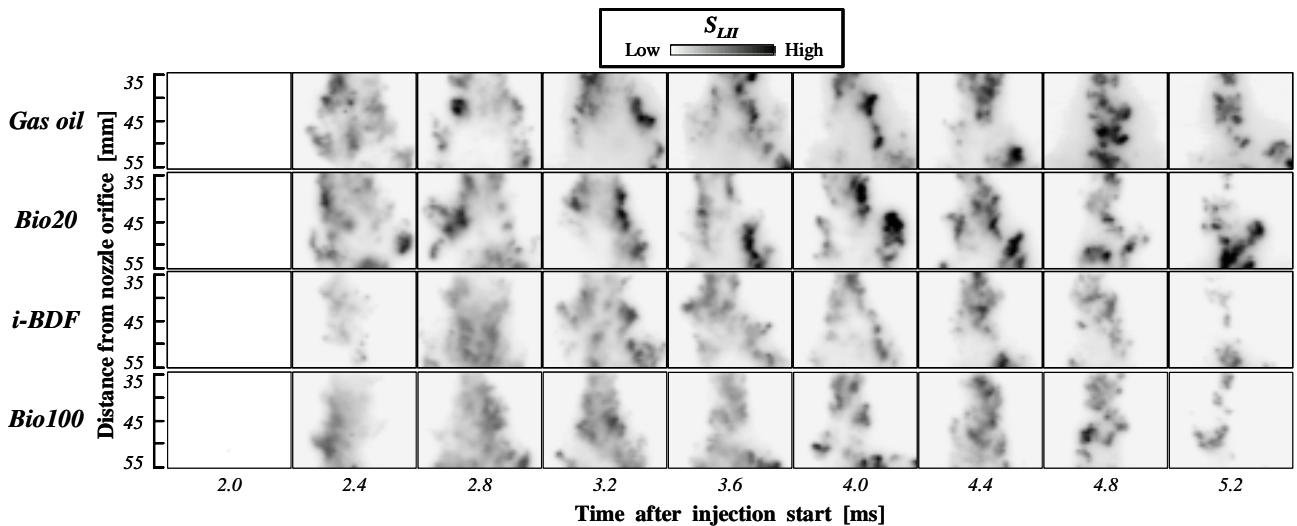 S_LII
Low High
Distance from nozzle orifice [mm]
Gas oil
35
45
55
Bio20
35
45
55
i-BDF
35
45
55
Bio100
35
45
55
2.0 2.4 2.8 3.2 3.6 4.0 4.4 4.8 5.2
Time after injection start [ms]